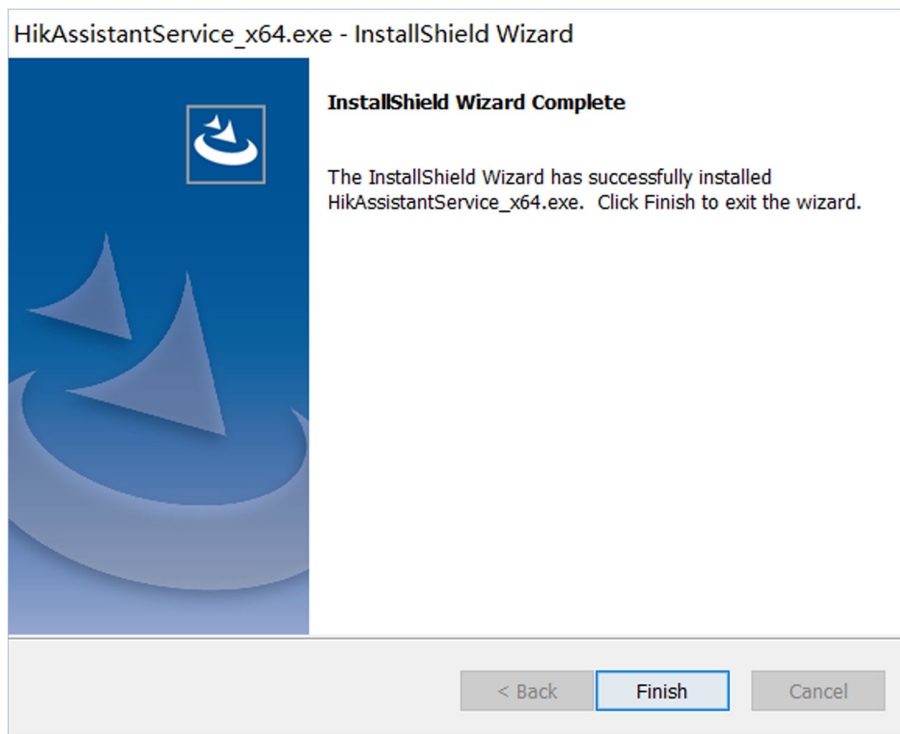 HikAssistantService_x64.exe - InstallShield Wizard
InstallShield Wizard Complete
The InstallShield Wizard has successfully installed
HikAssistantService_x64.exe.  Click Finish to exit the wizard.
< Back
Finish
Cancel